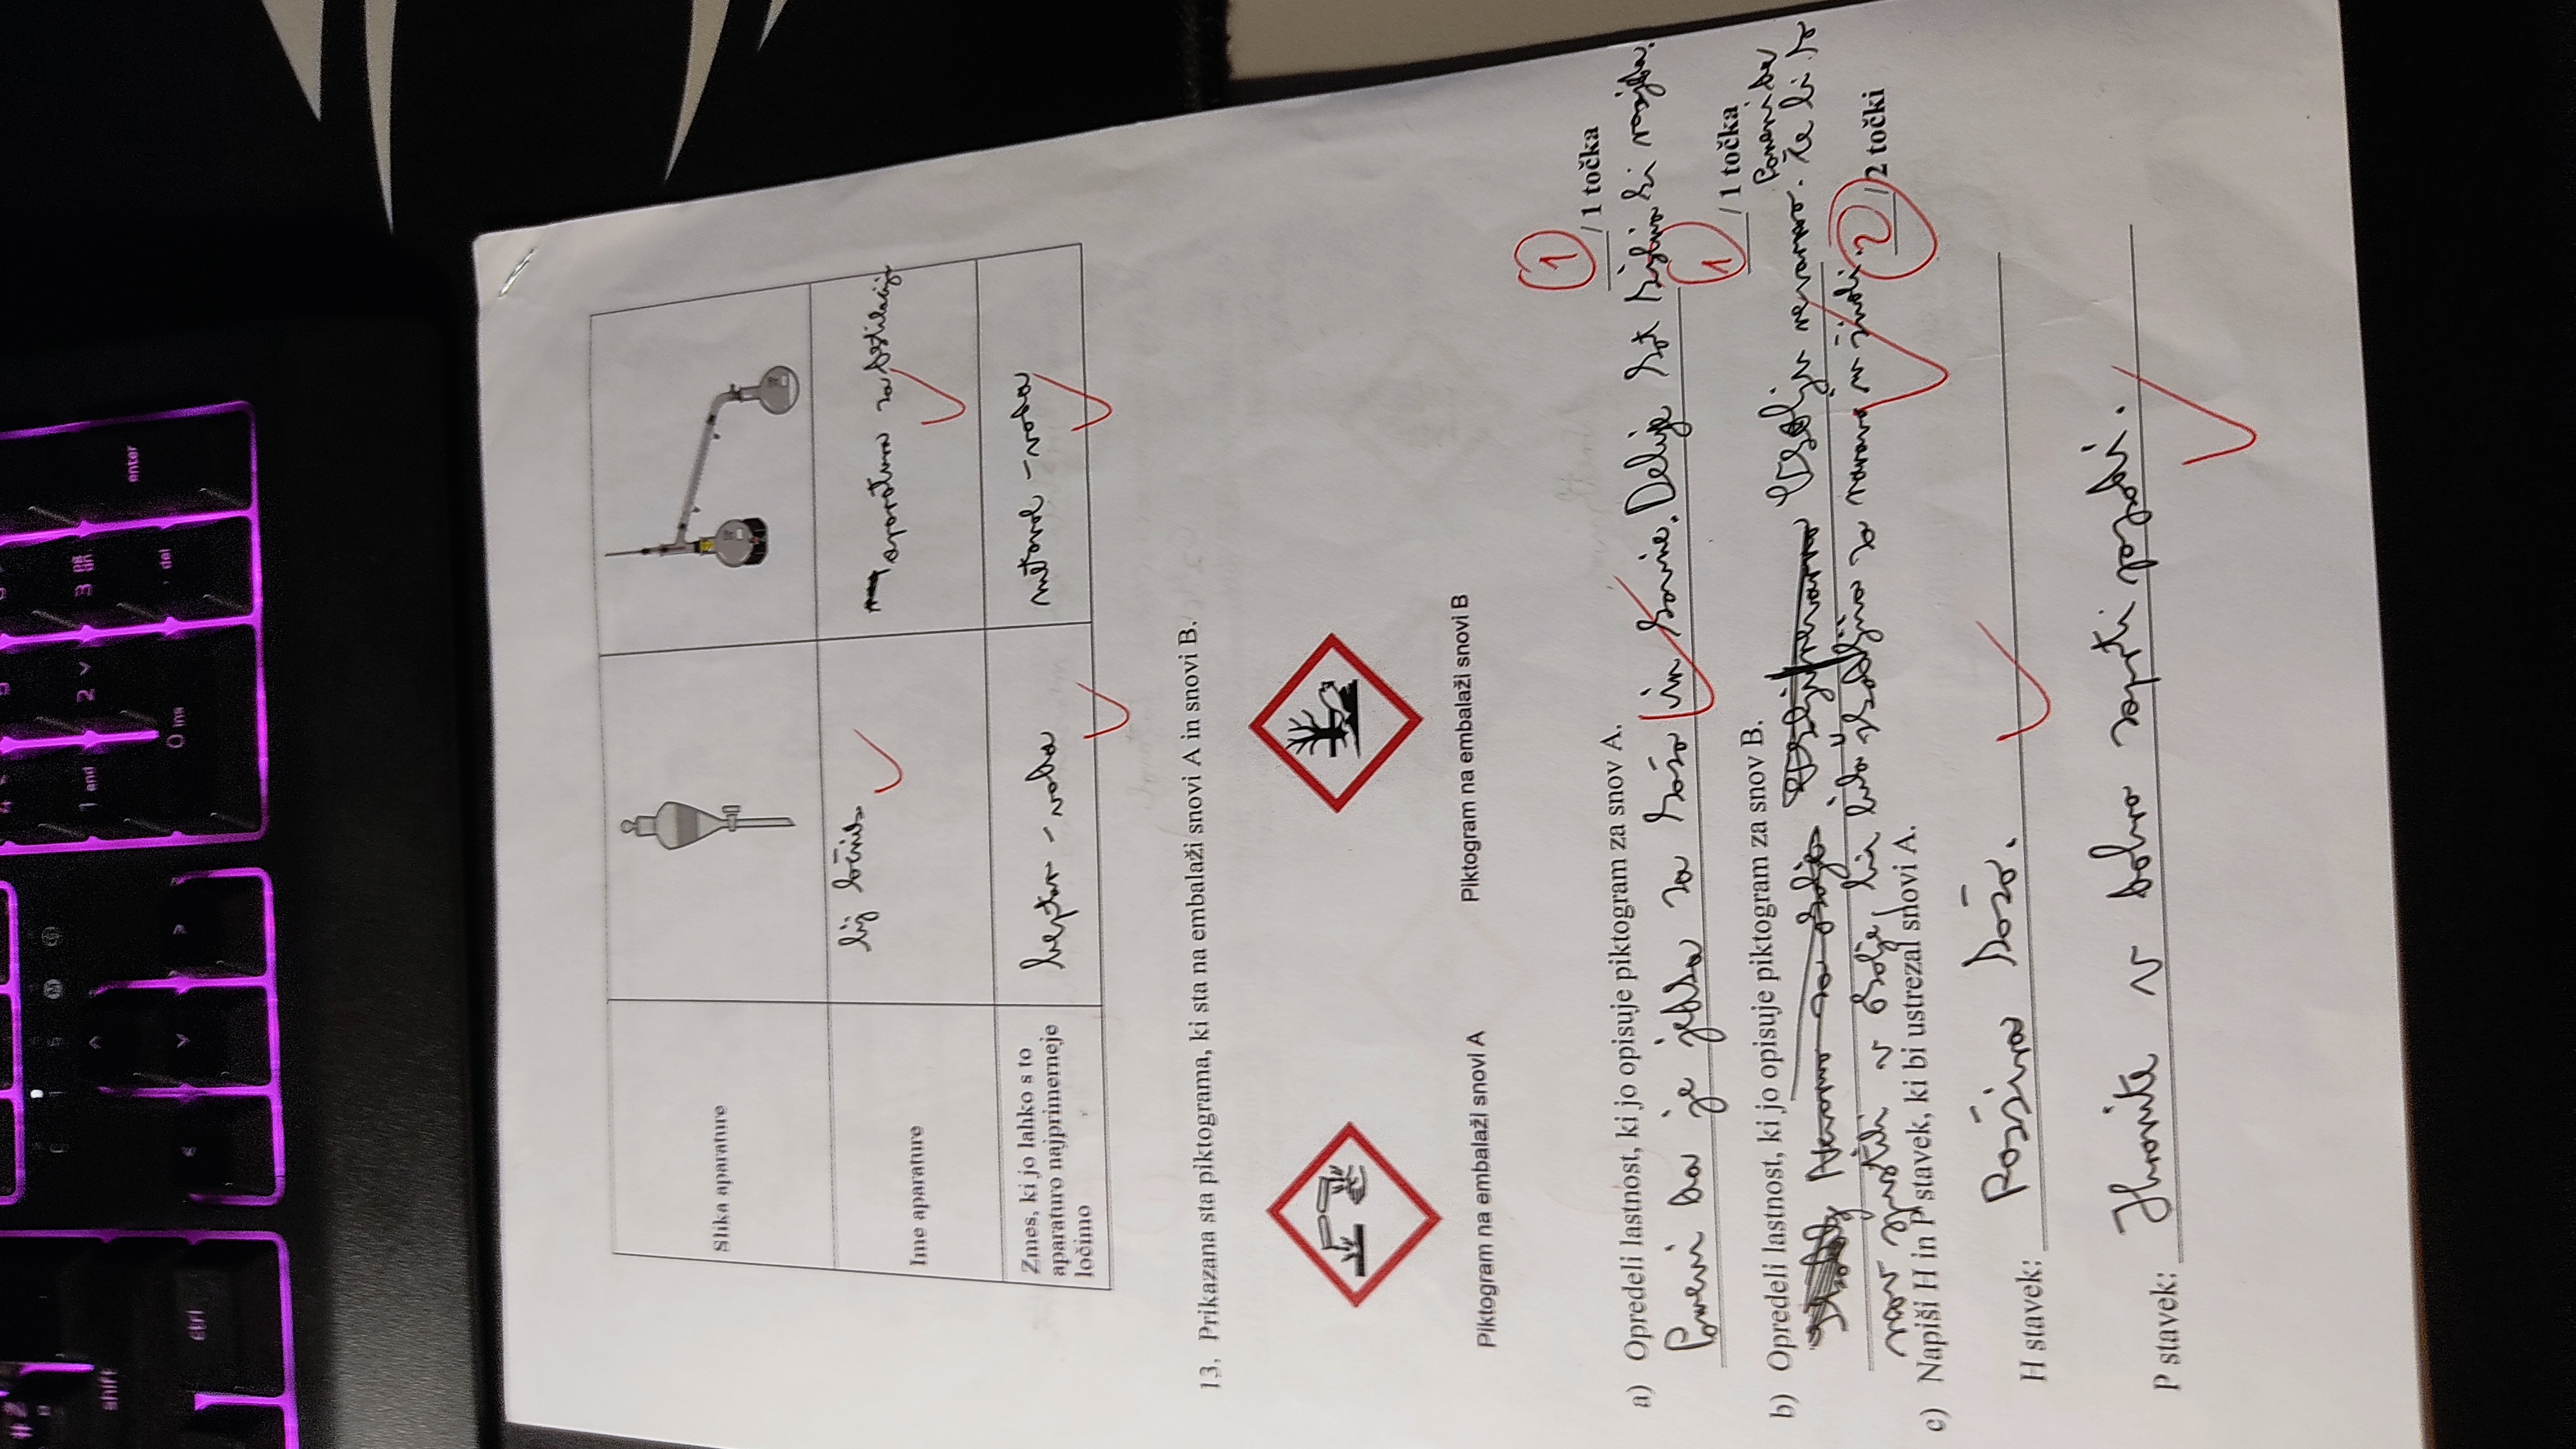 shift
ctrl
1 end
2
3
0 ins
del
enter
Slika aparature
Ime aparature
lij ločnik
aparatura za destilacijo
Zmes, ki jo lahko s to
aparaturo najprimerneje
ločimo
heptan - voda
metanol - voda
13. Prikazana sta piktograma, ki sta na embalaži snovi A in snovi B.
Piktogram na embalaži snovi A
Piktogram na embalaži snovi B
1 / 1 točka
a) Opredeli lastnost, ki jo opisuje piktogram za snov A.
Pomeni da je jedka za kožo in kovine. Deluje kot kislina ki razjeda.
1 / 1 točka
b) Opredeli lastnost, ki jo opisuje piktogram za snov B.
Nevarno za okolje Okolju nevarno Okolju nevarno. Pomeni da če bi to
snov spustili v okolje, bi bila škodljiva za naravo in živali.
2 / 2 točki
c) Napiši H in P stavek, ki bi ustrezal snovi A.
H stavek: Razžira kožo.
P stavek: Hranite v dobro zaprti posodi.